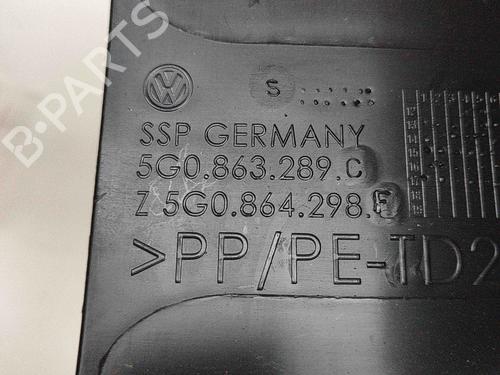 B-PARTS
S
SSP GERMANY
5G0.863.289.C
Z 5G0.864.298.F
>PP/PE-TD2